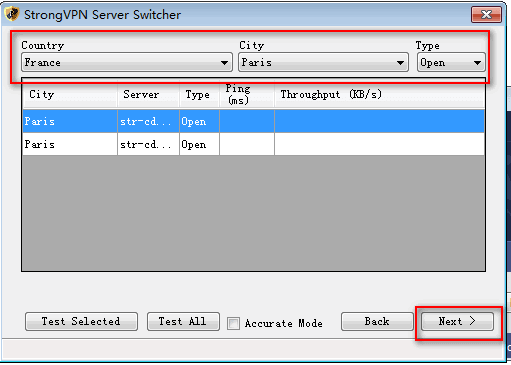 StrongVPN Server Switcher
Country City Type
France Paris Open
City Server Type Ping (ms) Throughput (KB/s)
Paris str-cd... Open
Paris str-cd... Open
Test Selected Test All Accurate Mode Back Next >